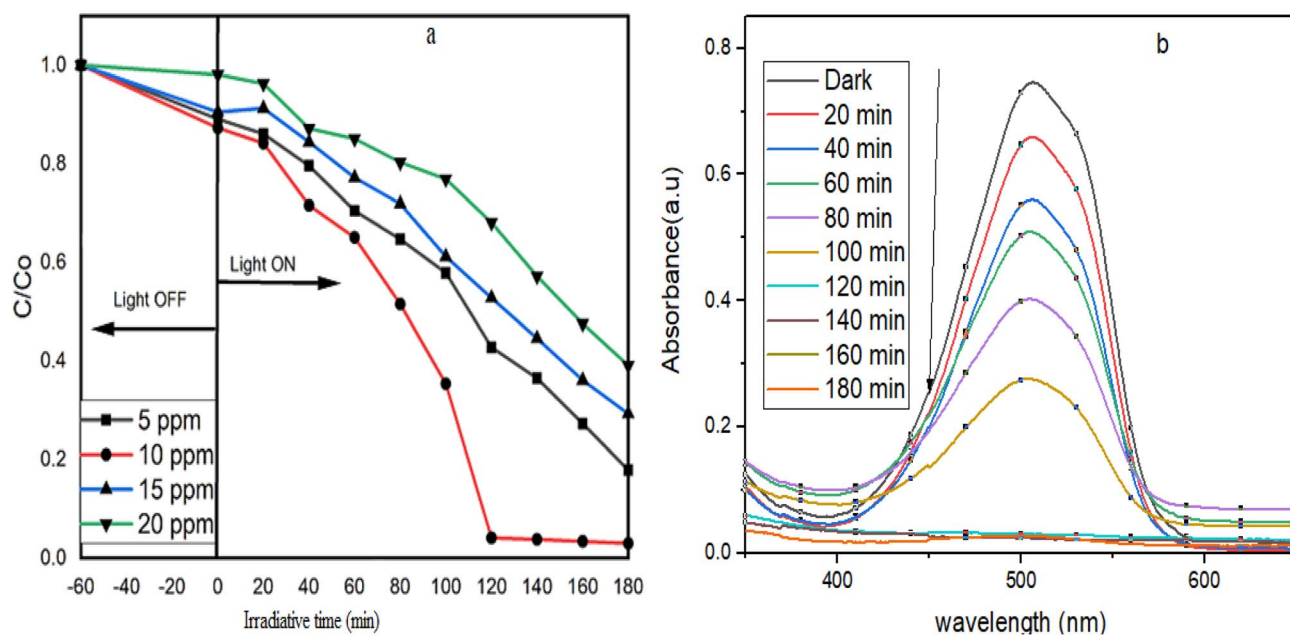 a
1.0
0.8
0.6
0.4
0.2
0.0
C/Co
Light ON
Light OFF
5 ppm
10 ppm
15 ppm
20 ppm
-60 -40 -20 0 20 40 60 80 100 120 140 160 180
Irradiative time (min)
b
0.8
0.6
0.4
0.2
0.0
Absorbance(a.u)
Dark
20 min
40 min
60 min
80 min
100 min
120 min
140 min
160 min
180 min
400 500 600
wavelength (nm)